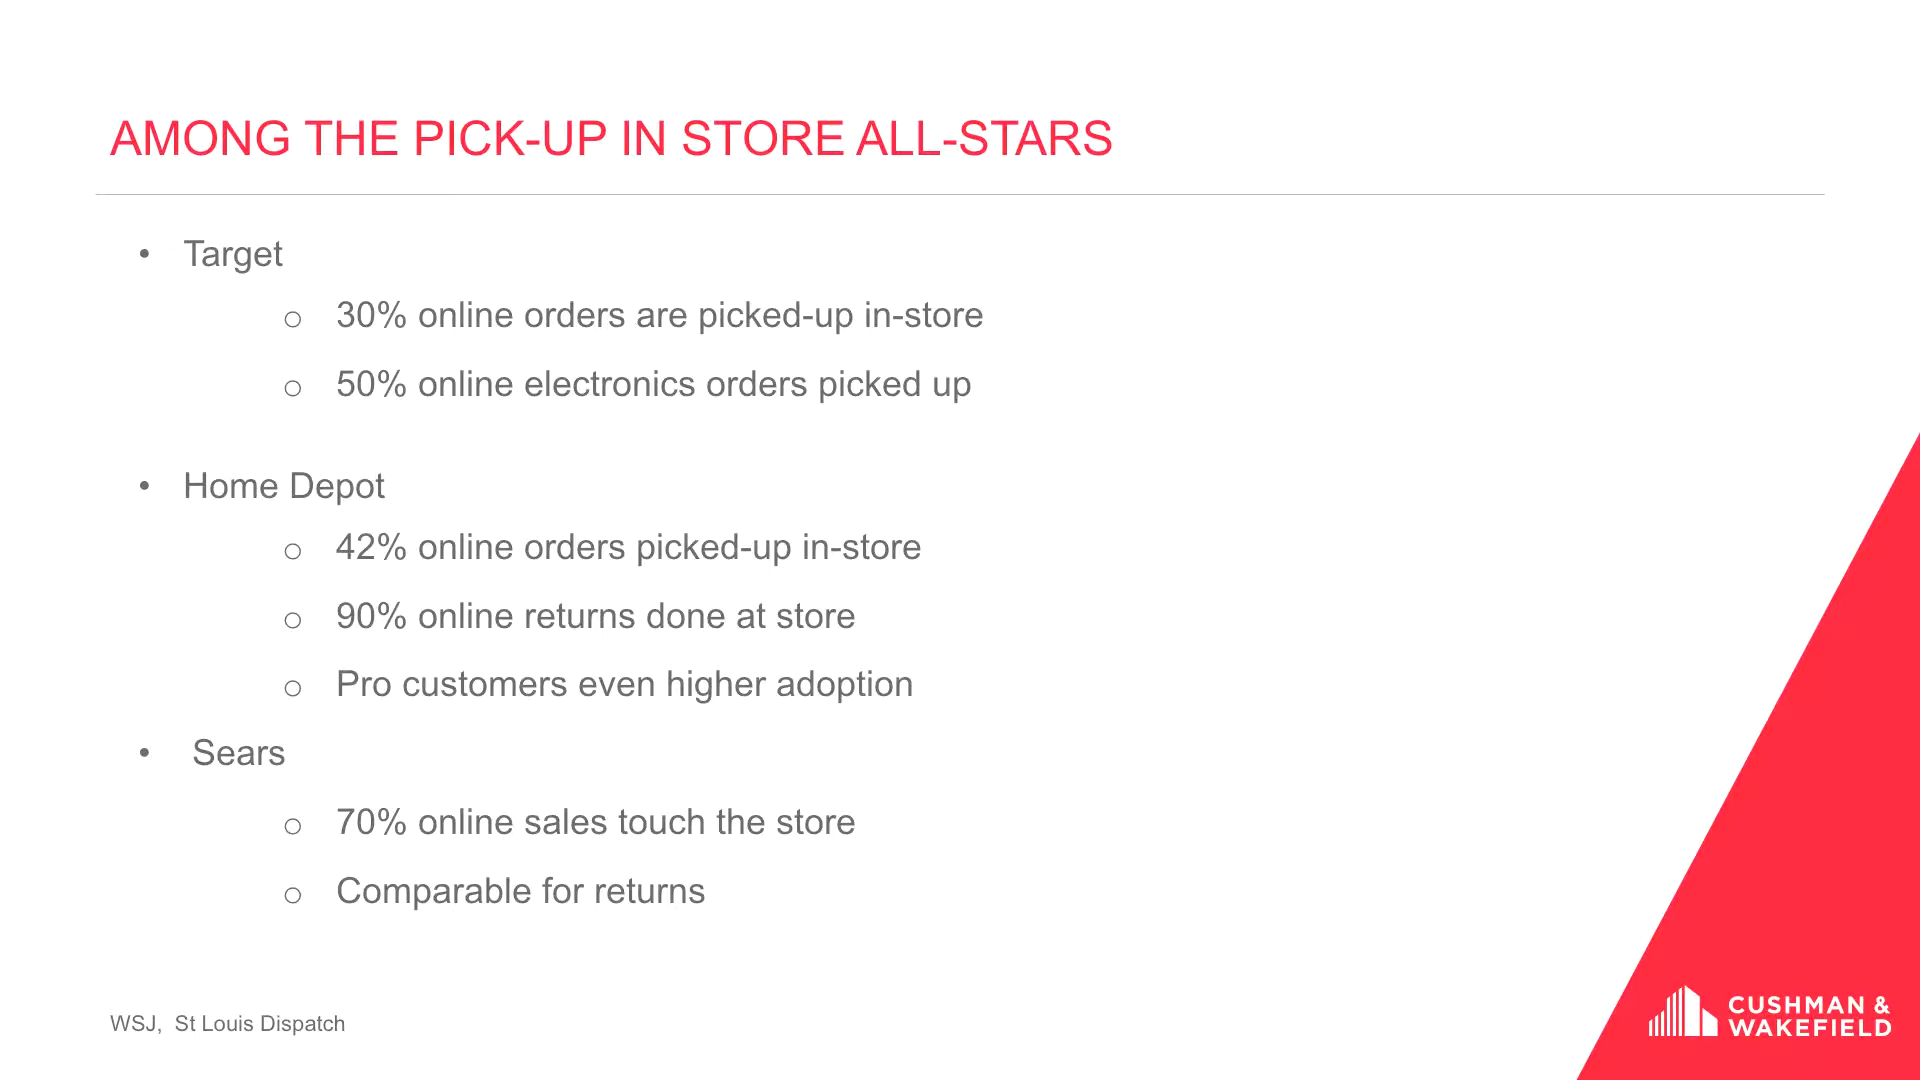 AMONG THE PICK-UP IN STORE ALL-STARS
• Target
o 30% online orders are picked-up in-store
o 50% online electronics orders picked up
• Home Depot
o 42% online orders picked-up in-store
o 90% online returns done at store
o Pro customers even higher adoption
• Sears
o 70% online sales touch the store
o Comparable for returns
WSJ, St Louis Dispatch
CUSHMAN &
WAKEFIELD